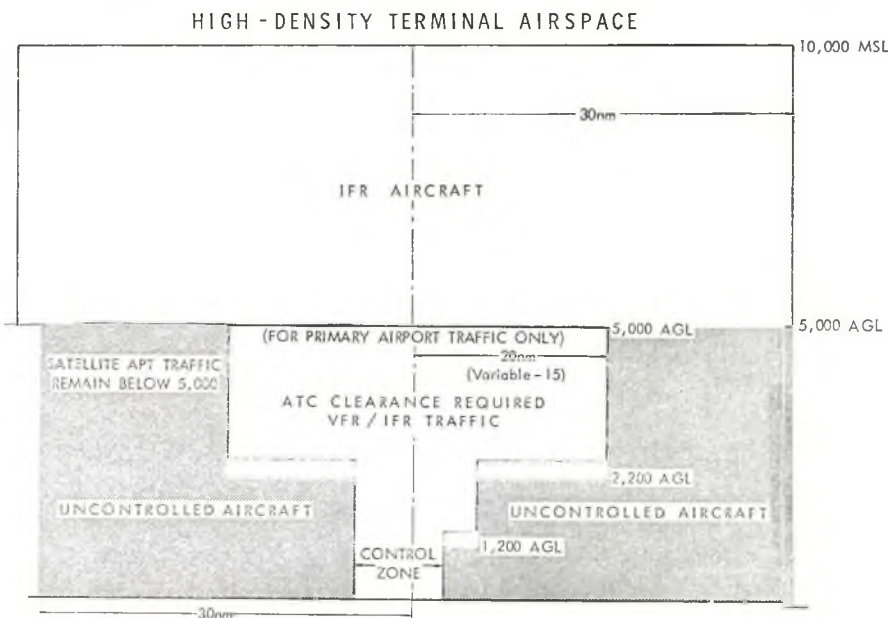 HIGH-DENSITY TERMINAL AIRSPACE
10,000 MSL
30nm
IFR AIRCRAFT
(FOR PRIMARY AIRPORT TRAFFIC ONLY)
5,000 AGL
5,000 AGL
20nm
(Variable-15)
SATELLITE APT TRAFFIC
REMAIN BELOW 5,000
ATC CLEARANCE REQUIRED
VFR/IFR TRAFFIC
2,200 AGL
UNCONTROLLED AIRCRAFT
UNCONTROLLED AIRCRAFT
1,200 AGL
CONTROL
ZONE
30nm